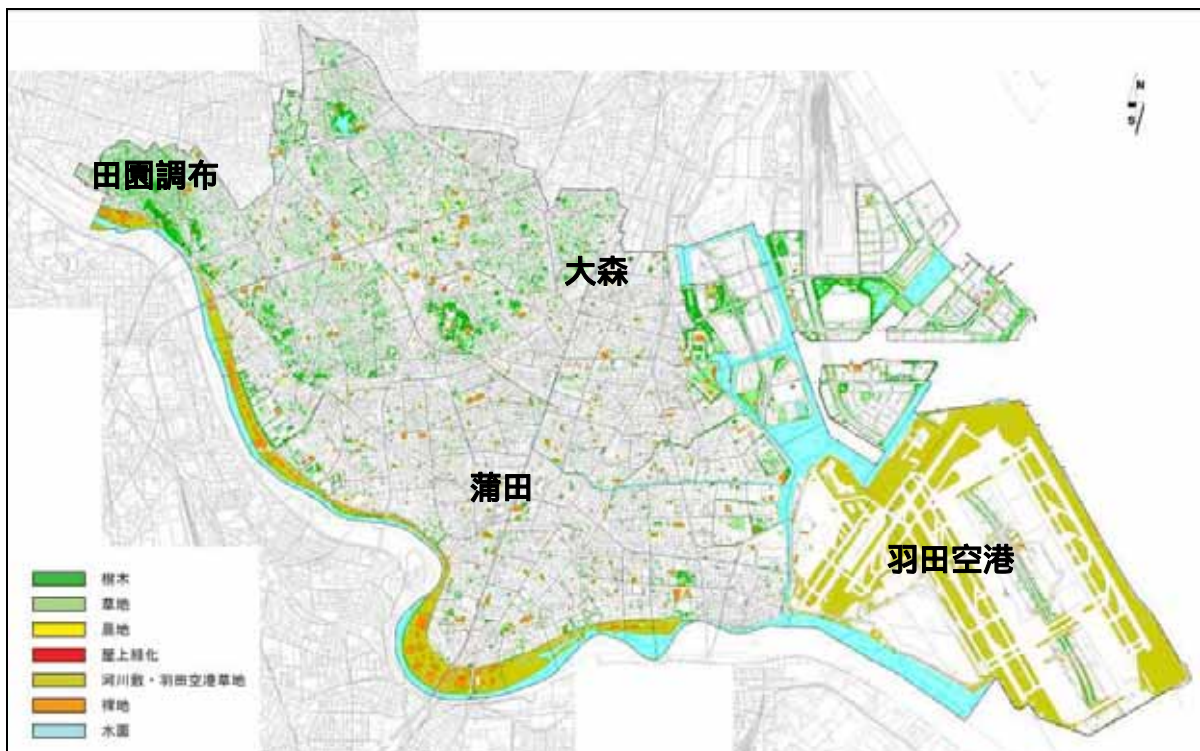 N
S
田園調布
大森
蒲田
羽田空港
樹木
草地
農地
屋上緑化
河川敷・羽田空港草地
裸地
水面